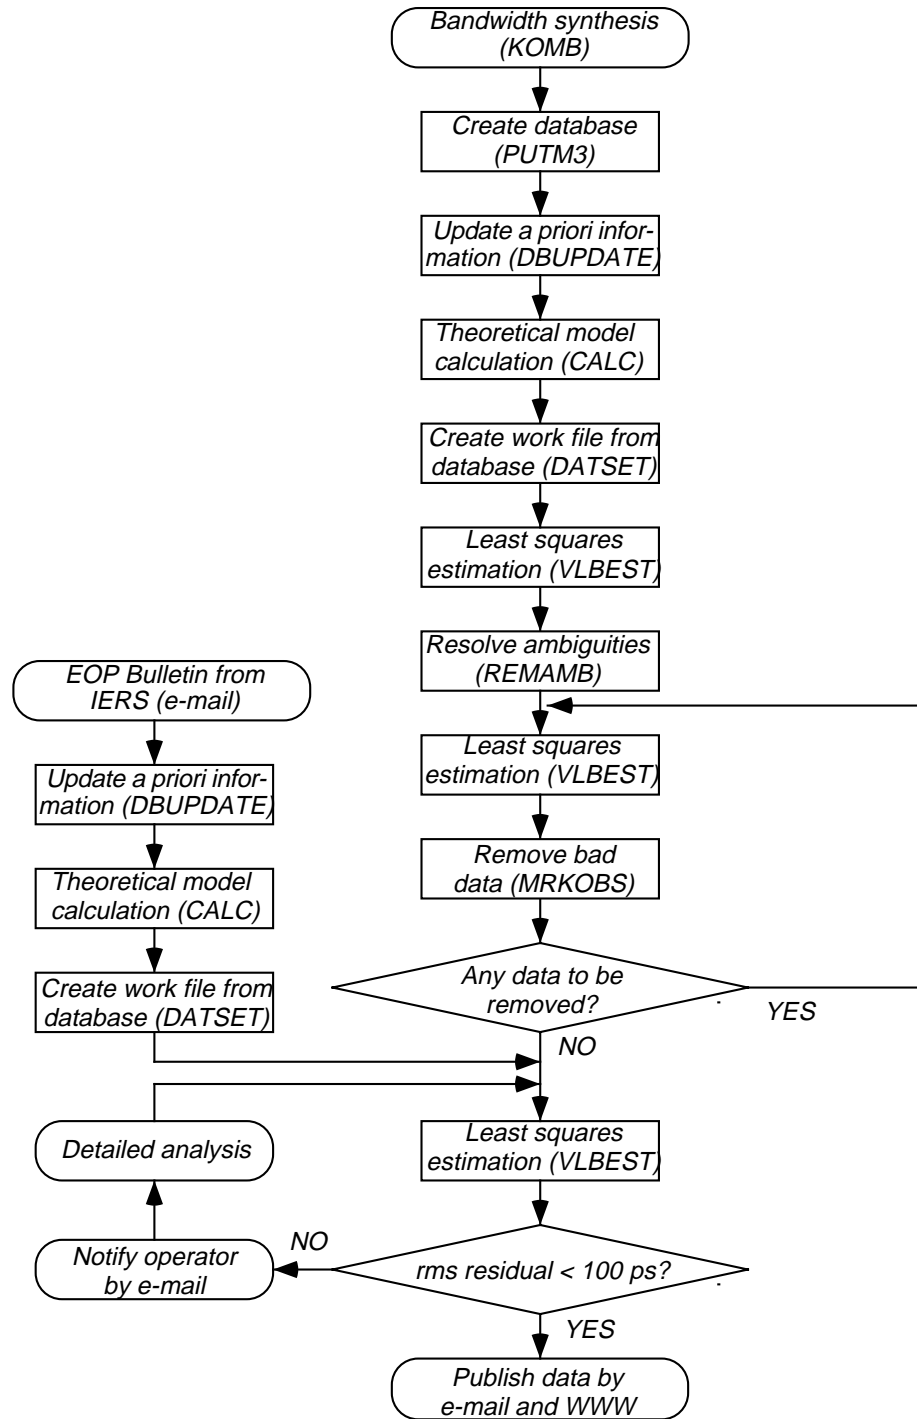 Bandwidth synthesis
(KOMB)
Create database
(PUTM3)
Update a priori infor-
mation (DBUPDATE)
Theoretical model
calculation (CALC)
Create work file from
database (DATSET)
Least squares
estimation (VLBEST)
Resolve ambiguities
(REMAMB)
EOP Bulletin from
IERS (e-mail)
Update a priori infor-
mation (DBUPDATE)
Theoretical model
calculation (CALC)
Create work file from
database (DATSET)
Least squares
estimation (VLBEST)
Remove bad
data (MRKOBS)
Any data to be
removed?
YES
NO
Detailed analysis
Least squares
estimation (VLBEST)
Notify operator
by e-mail
NO
rms residual < 100 ps?
YES
Publish data by
e-mail and WWW